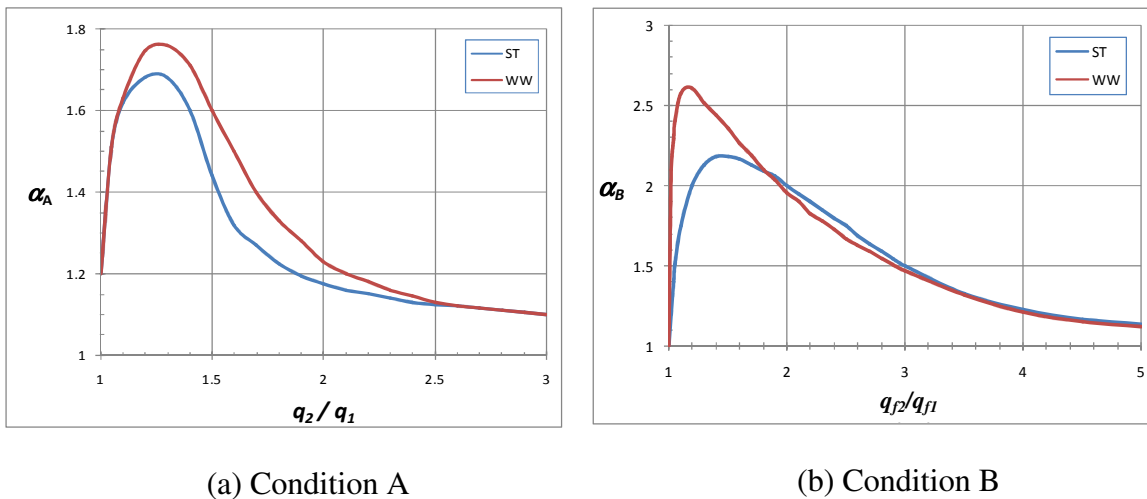 1.8
1.6
1.4
1.2
1
αA
ST
WW
1 1.5 2 2.5 3
q2 / q1
(a) Condition A
3
2.5
2
1.5
1
αB
ST
WW
1 2 3 4 5
qf2/qf1
(b) Condition B